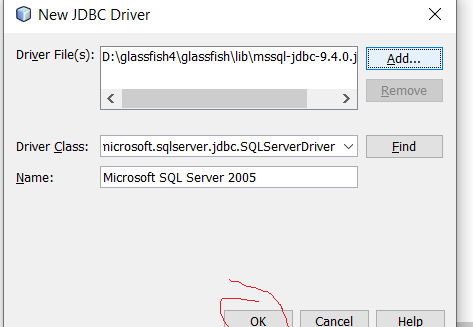 New JDBC Driver
Driver File(s):
D:\glassfish4\glassfish\lib\mssql-jdbc-9.4.0.j
Add...
Remove
Driver Class:
nicrosoft.sqlserver.jdbc.SQLServerDriver
Find
Name:
Microsoft SQL Server 2005
OK
Cancel
Help